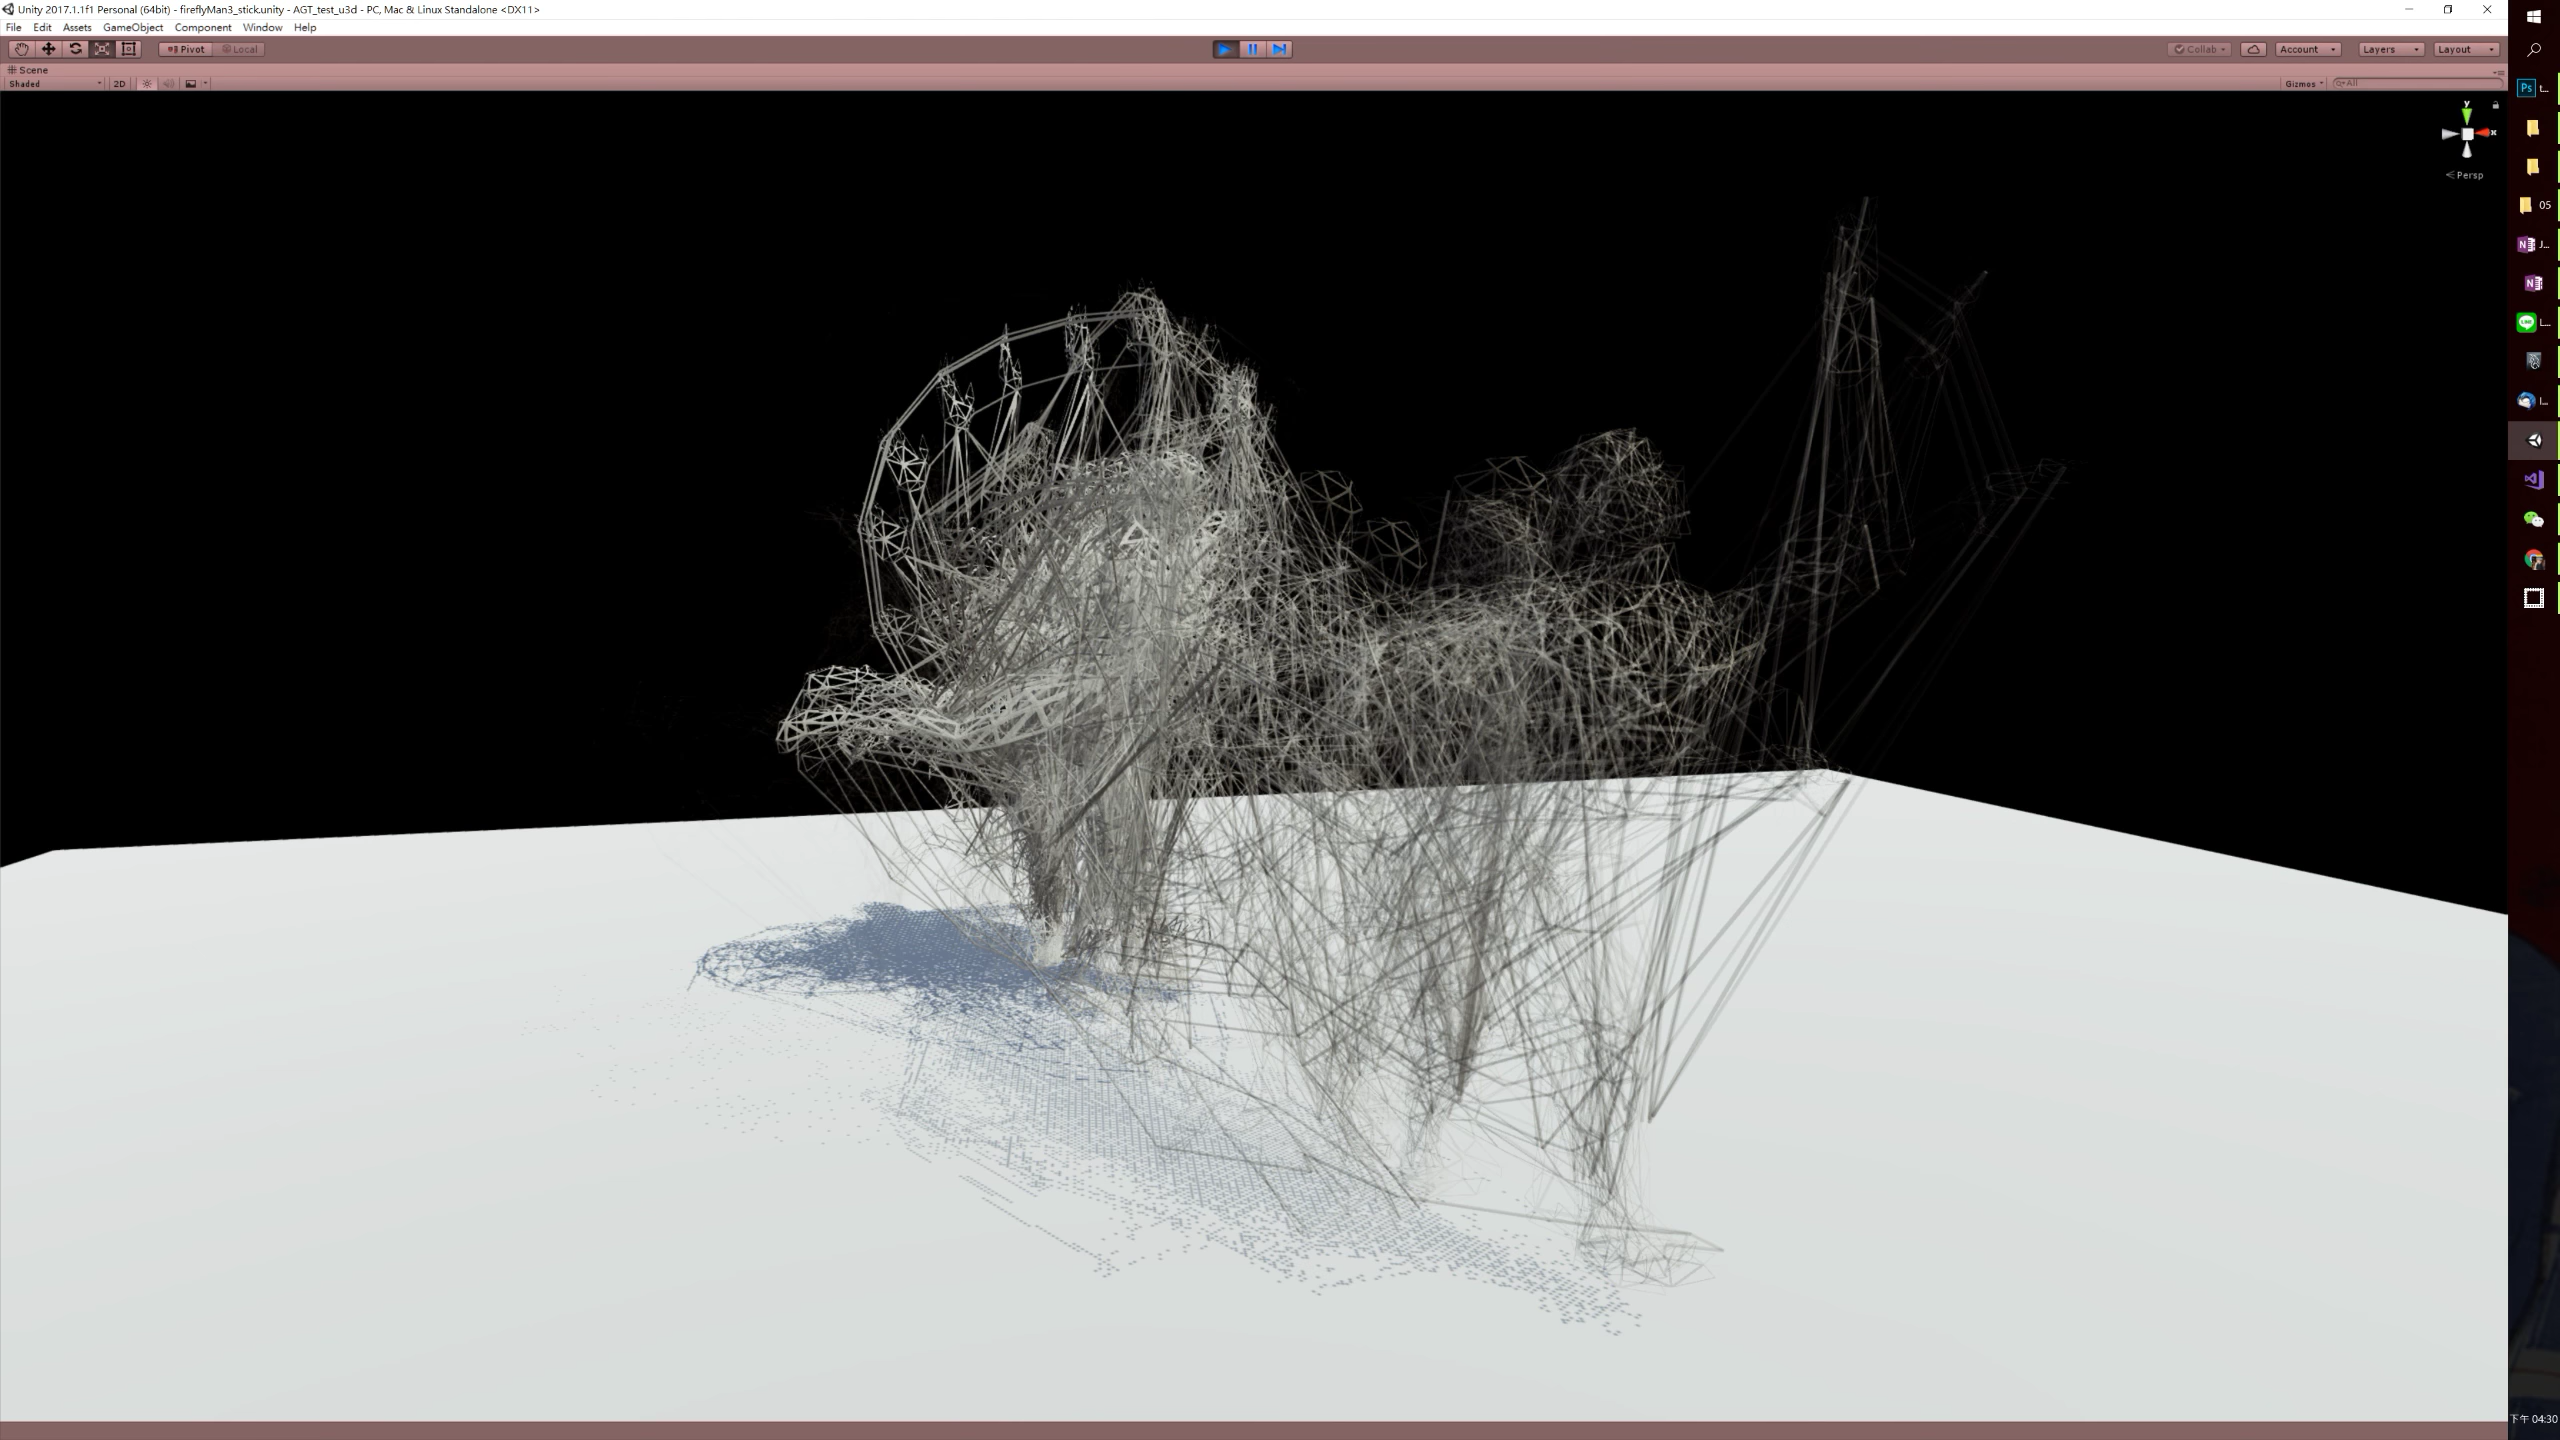 Unity 2017.1.1f1 Personal (64bit) - fireflyMan3_stick.unity - AGT_test_u3d - PC, Mac & Linux Standalone <DX11>
File Edit Assets GameObject Component Window Help
Pivot Local Collab Account Layers Layout
Scene
Shaded 2D Gizmos All
y
x
Persp
Ps t...
05
N J...
N
LINE L...
I...
下午 04:30